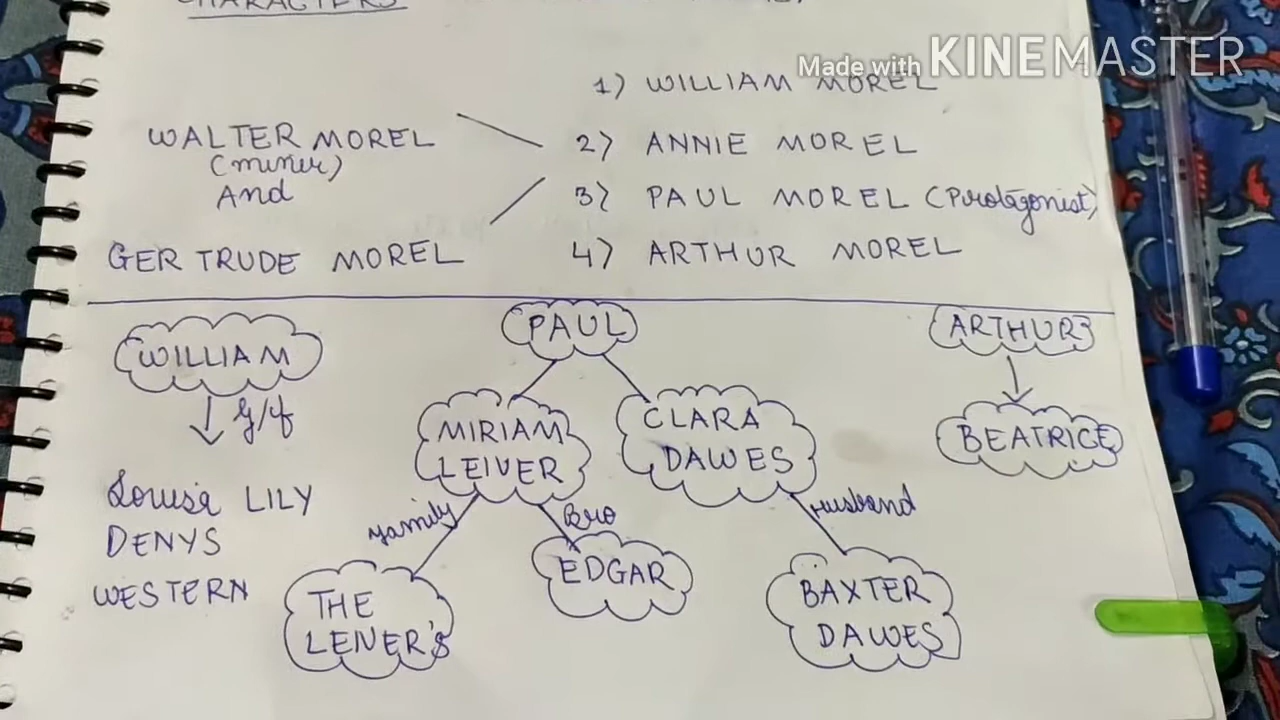 CHARACTERS
Made with KINEMASTER
1) WILLIAM MOREL
WALTER MOREL
(miner)
And
GERTRUDE MOREL
2) ANNIE MOREL
3) PAUL MOREL (Protagonist)
4) ARTHUR MOREL
WILLIAM
PAUL
ARTHUR
G/f
MIRIAM
LEIVER
CLARA
DAWES
BEATRICE
Louisa LILY
DENYS
WESTERN
family
Bro
Husband
THE
LEIVER'S
EDGAR
BAXTER
DAWES